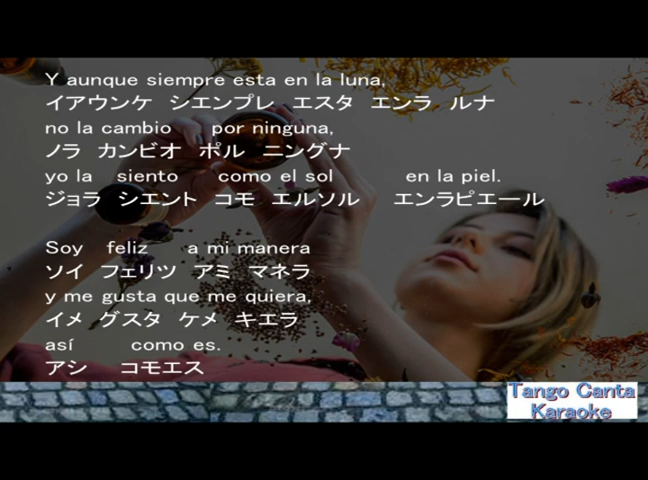 Y aunque siempre esta en la luna,
イアウンケ シエンプレ エスタ エンラ ルナ
no la cambio por ninguna,
ノラ カンビオ ポル ニングナ
yo la siento como el sol en la piel.
ジョラ シエント コモ エルソル エンラピエール
Soy feliz a mi manera
ソイ フェリツ アミ マネラ
y me gusta que me quiera,
イメ グスタ ケメ キエラ
así como es.
アシ コモエス
Tango Canta
Karaoke